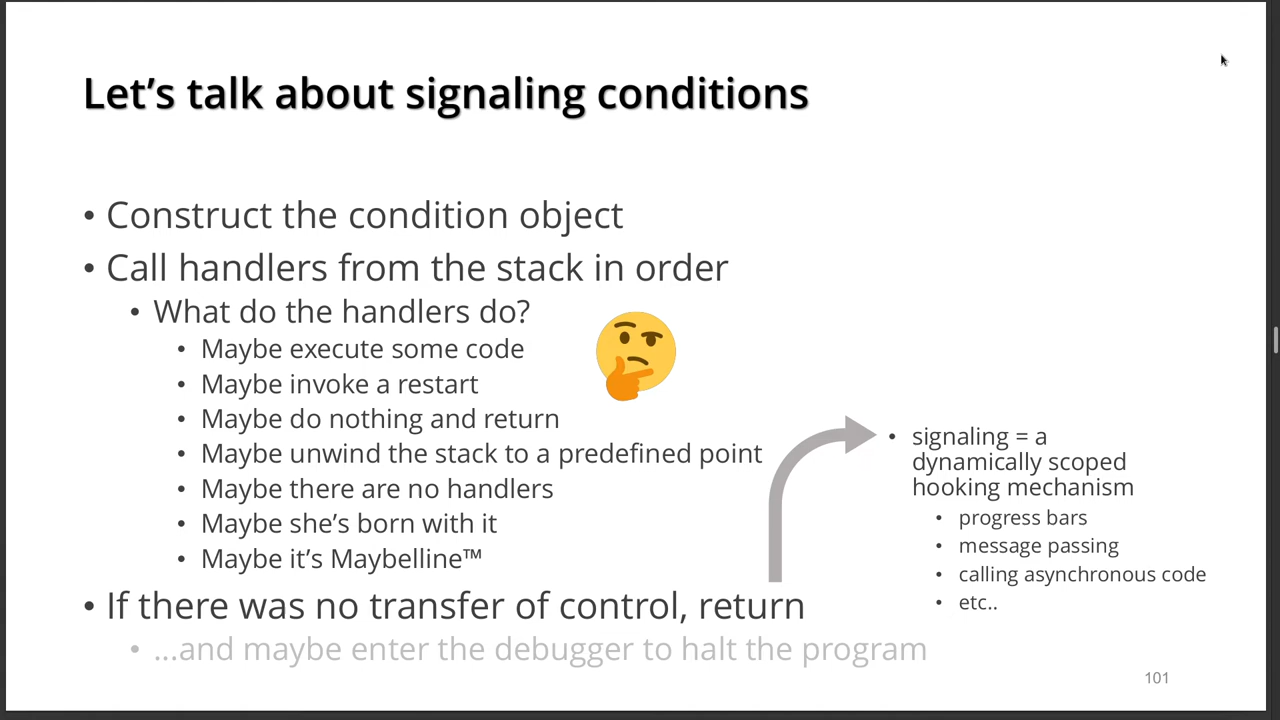 Let’s talk about signaling conditions
• Construct the condition object
• Call handlers from the stack in order
• What do the handlers do?
• Maybe execute some code
• Maybe invoke a restart
• Maybe do nothing and return
• Maybe unwind the stack to a predefined point
• Maybe there are no handlers
• Maybe she’s born with it
• Maybe it’s Maybelline™
• If there was no transfer of control, return
• ...and maybe enter the debugger to halt the program
• signaling = a
dynamically scoped
hooking mechanism
• progress bars
• message passing
• calling asynchronous code
• etc..
101